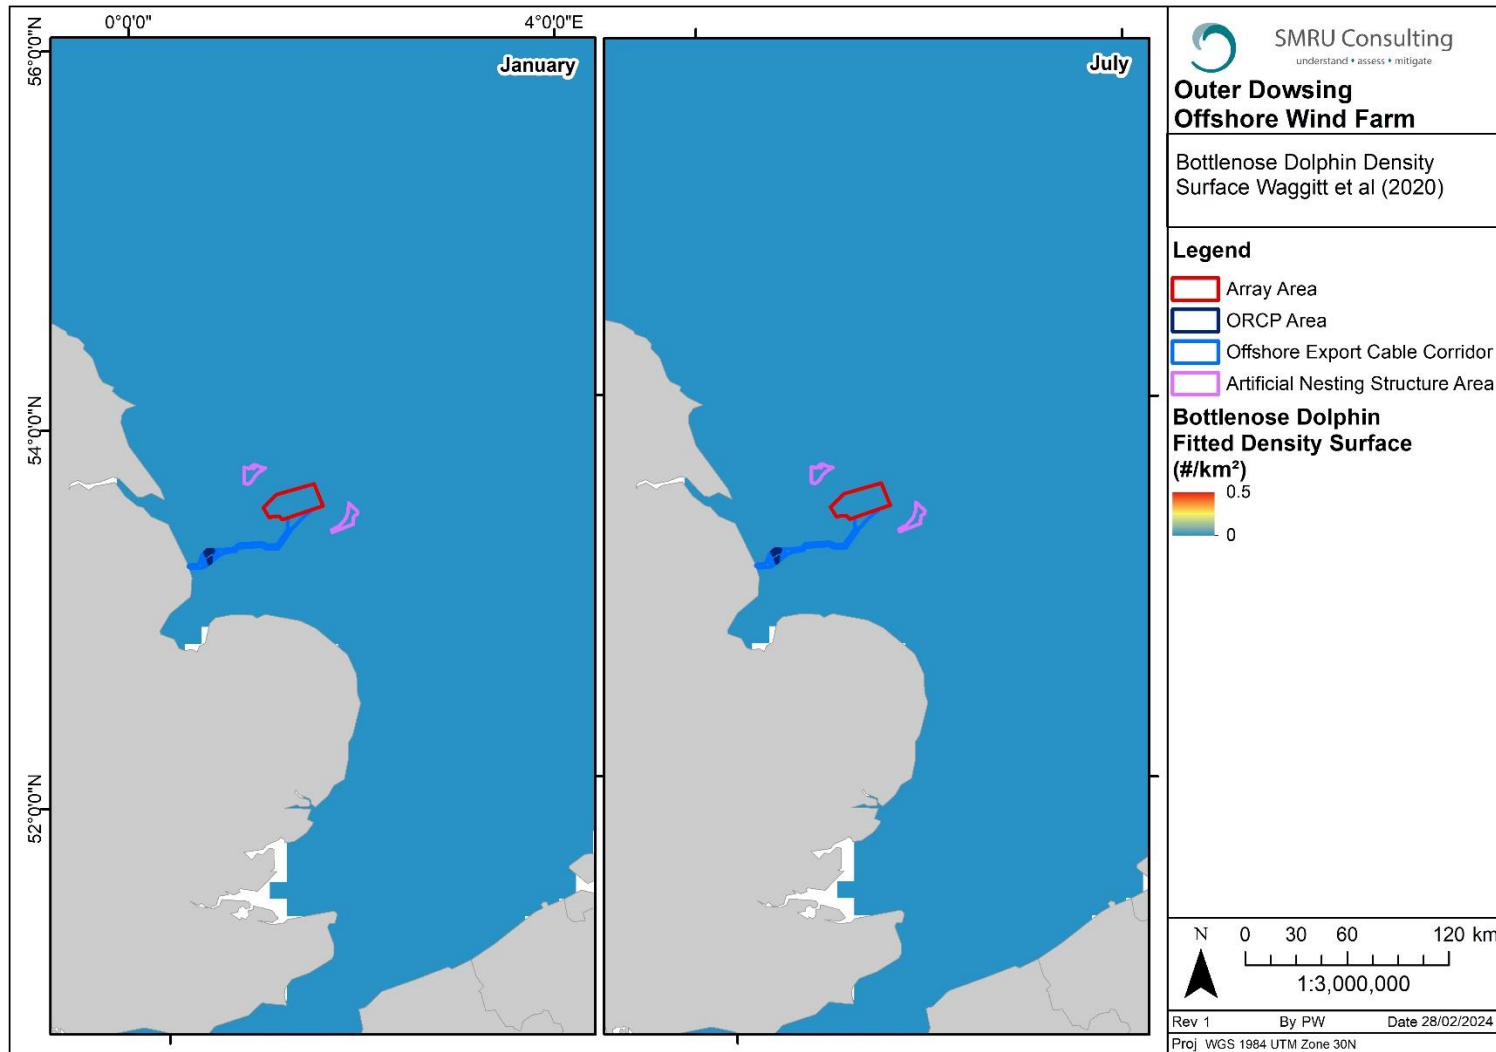 0°0'0"
4°0'0"E
56°0'0"N
54°0'0"N
52°0'0"N
January
July
SMRU Consulting
understand • assess • mitigate
Outer Dowsing
Offshore Wind Farm
Bottlenose Dolphin Density
Surface Waggitt et al (2020)
Legend
Array Area
ORCP Area
Offshore Export Cable Corridor
Artificial Nesting Structure Area
Bottlenose Dolphin
Fitted Density Surface
(#/km²)
0.5
0
N
0 30 60 120 km
1:3,000,000
Rev 1 By PW Date 28/02/2024
Proj WGS 1984 UTM Zone 30N